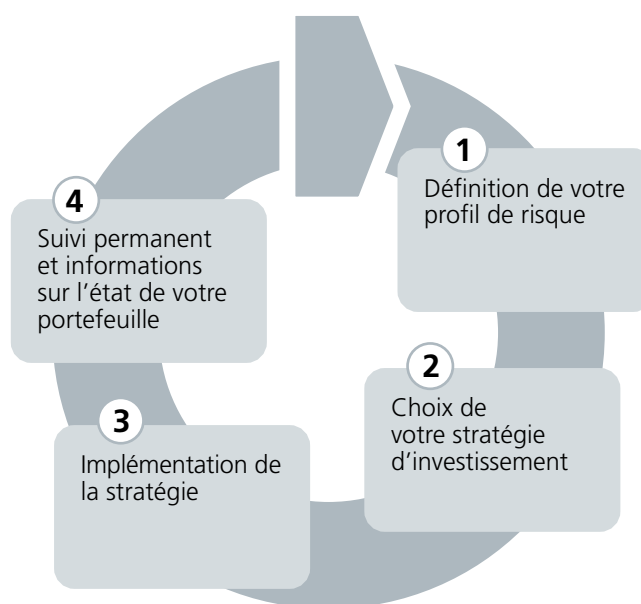 1
Définition de votre
profil de risque
2
Choix de
votre stratégie
d’investissement
3
Implémentation de
la stratégie
4
Suivi permanent
et informations
sur l’état de votre
portefeuille